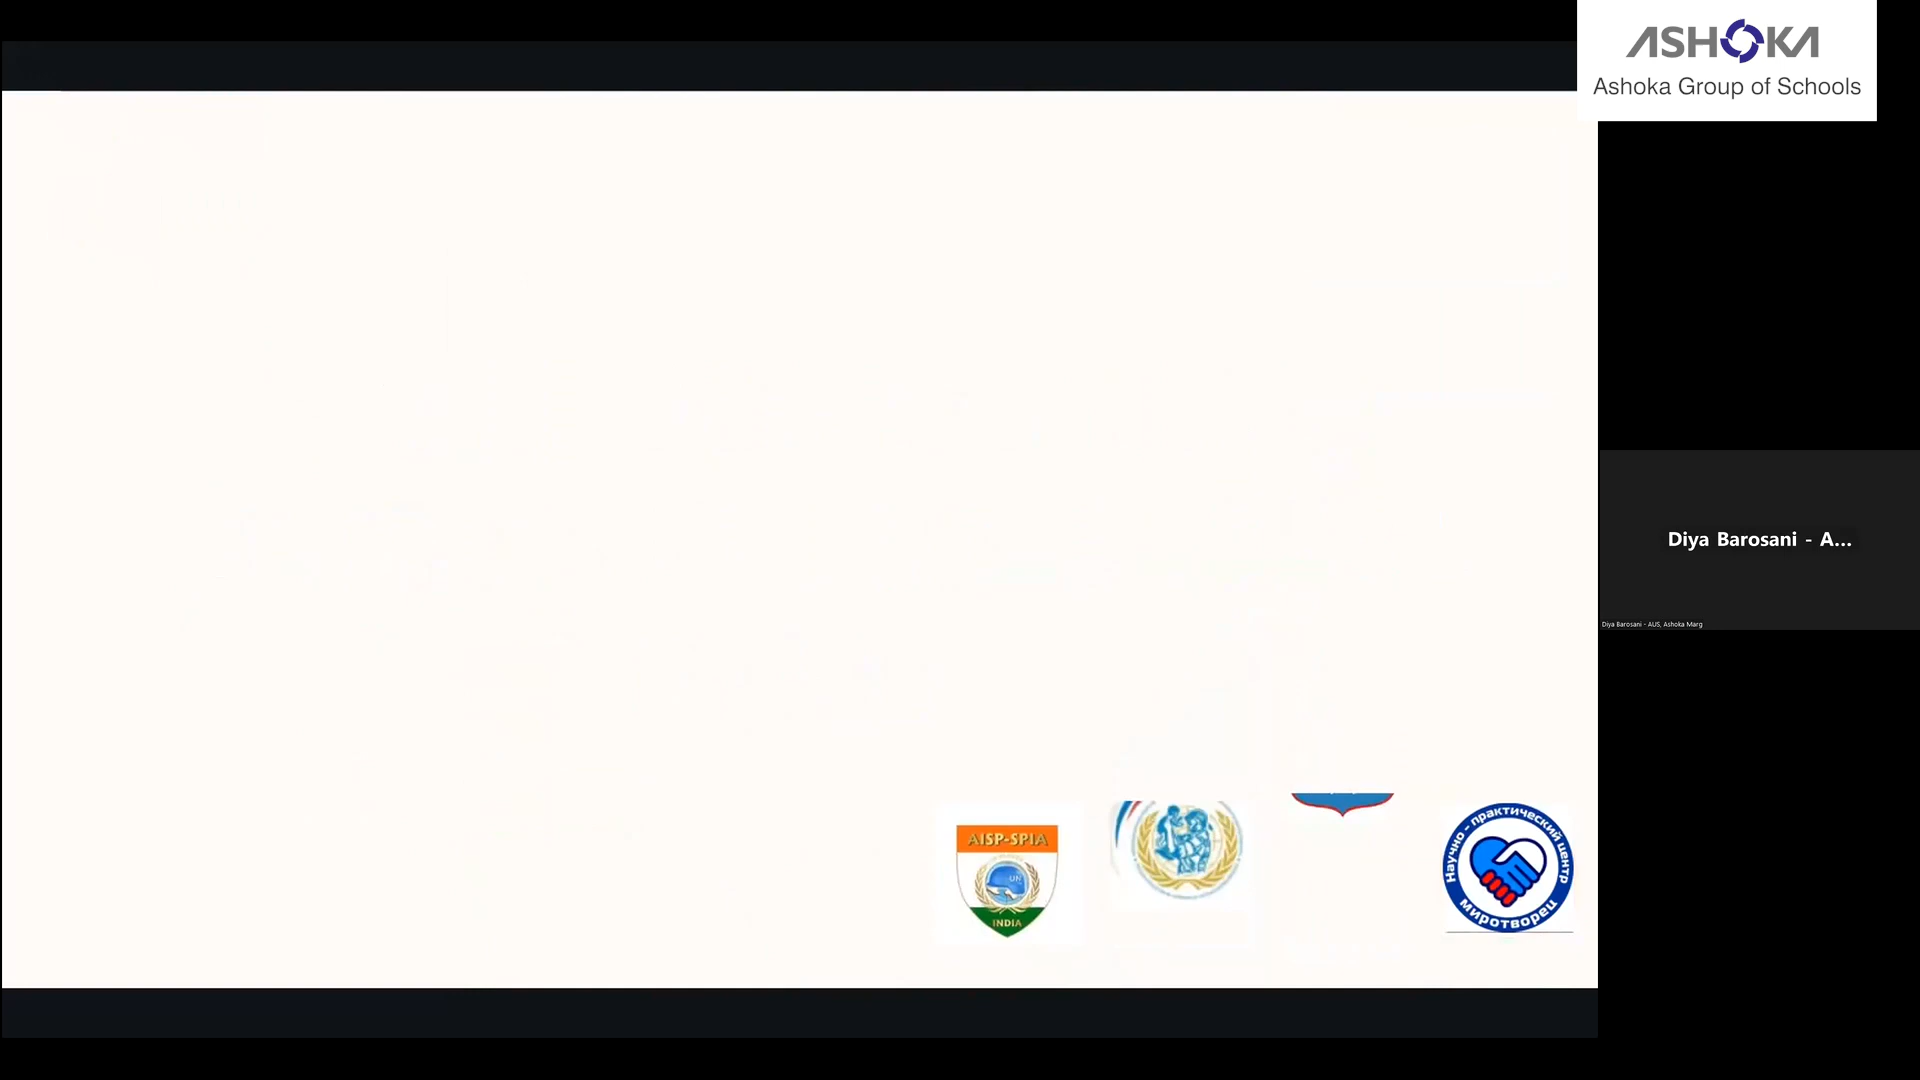 ASHOKA
Ashoka Group of Schools
Diya Barosani - A...
Diya Barosani - AUS, Ashoka Marg
AISP-SPIA
UN
INDIA
Научно - практический центр
миротворец